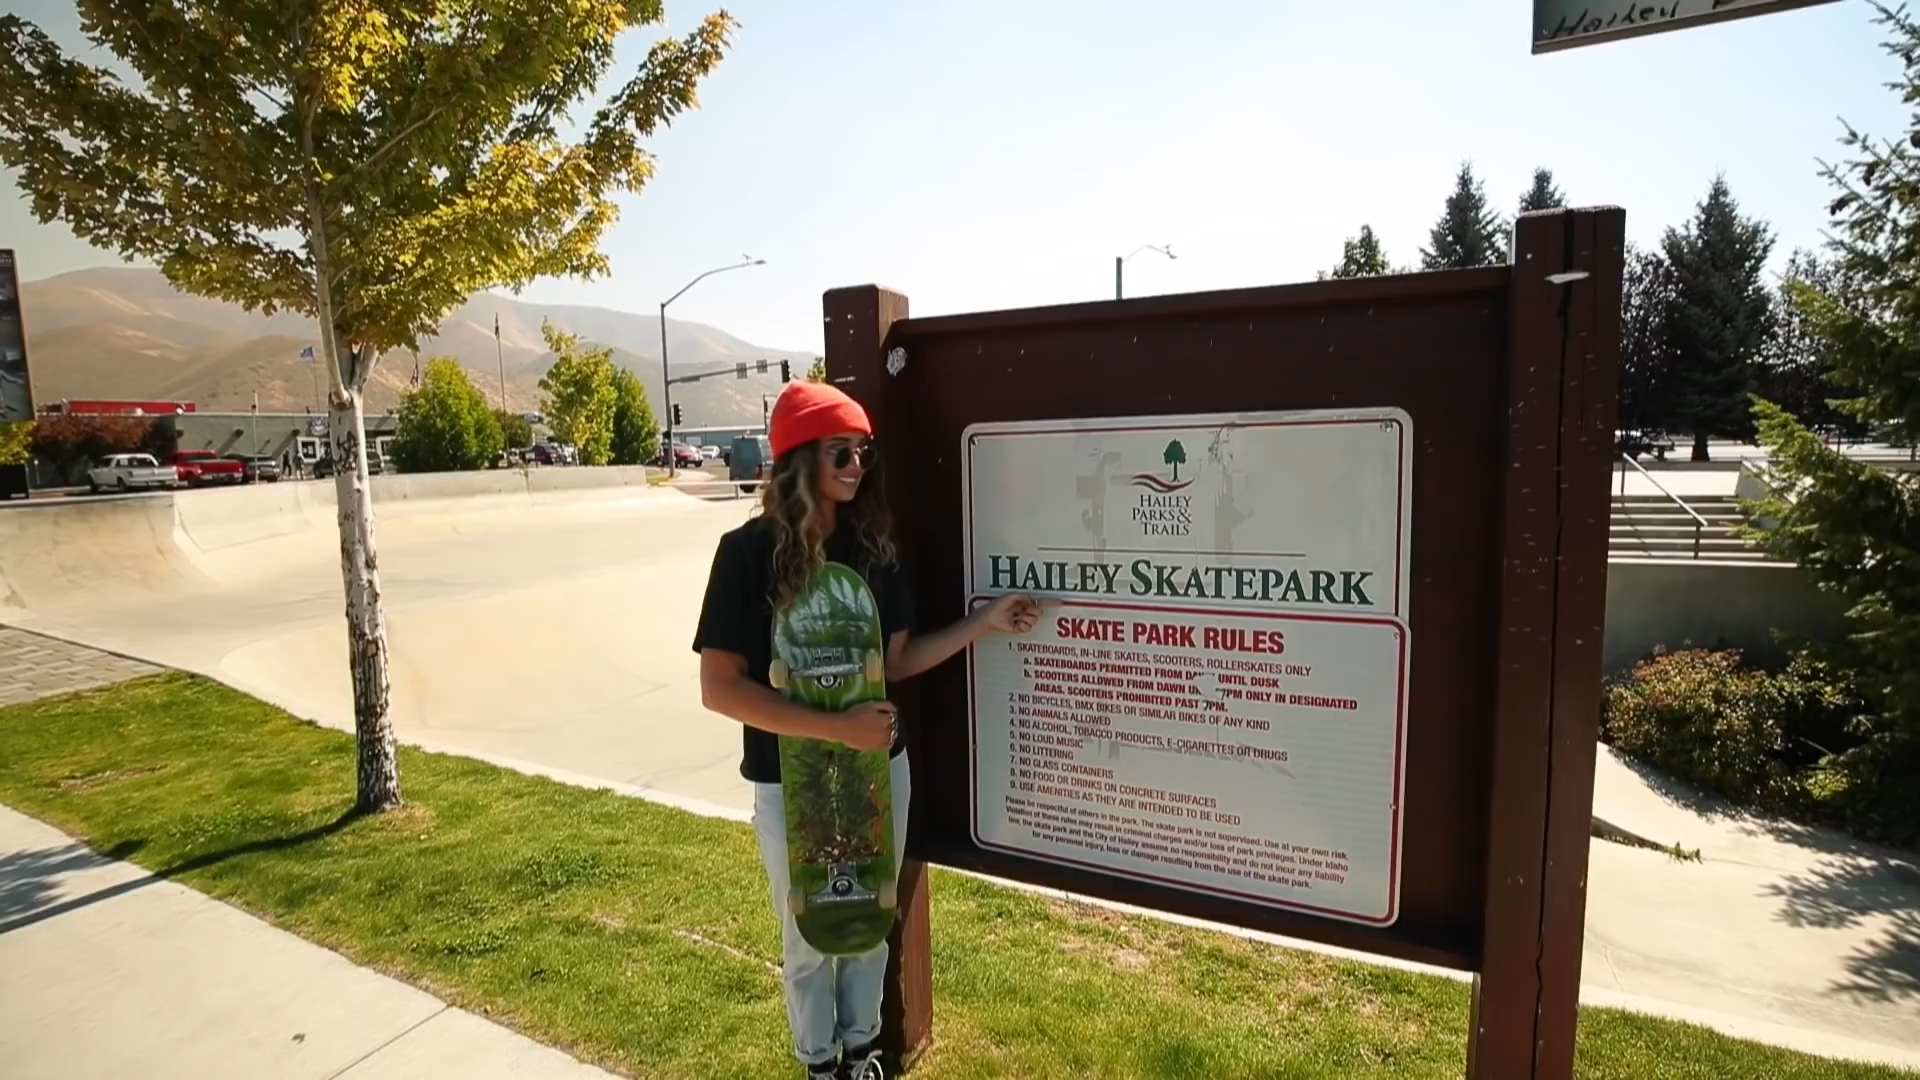 Hailey
HAILEY
PARKS &
TRAILS
HAILEY SKATEPARK
SKATE PARK RULES
1. SKATEBOARDS, IN-LINE SKATES, SCOOTERS, ROLLERSKATES ONLY
a. SKATEBOARDS PERMITTED FROM UNTIL DUSK
b. SCOOTERS ALLOWED FROM DAWN 7PM ONLY IN DESIGNATED
AREAS. SCOOTERS PROHIBITED PAST 7PM.
2. NO BICYCLES, BMX BIKES OR SIMILAR BIKES OF ANY KIND
3. NO ANIMALS ALLOWED
4. NO ALCOHOL, TOBACCO PRODUCTS, E-CIGARETTES OR DRUGS
5. NO LOUD MUSIC
6. NO LITTERING
7. NO GLASS CONTAINERS
8. NO FOOD OR DRINKS ON CONCRETE SURFACES
9. USE AMENITIES AS THEY ARE INTENDED TO BE USED
Please be respectful of others in the park. The skate park is not supervised. Use at your own risk.
Violation of these rules may result in criminal charges and/or loss of park privileges. Under Idaho
law, the skate park and the City of Hailey assume no responsibility and do not incur any liability
for any personal injury, loss or damage resulting from the use of the skate park.